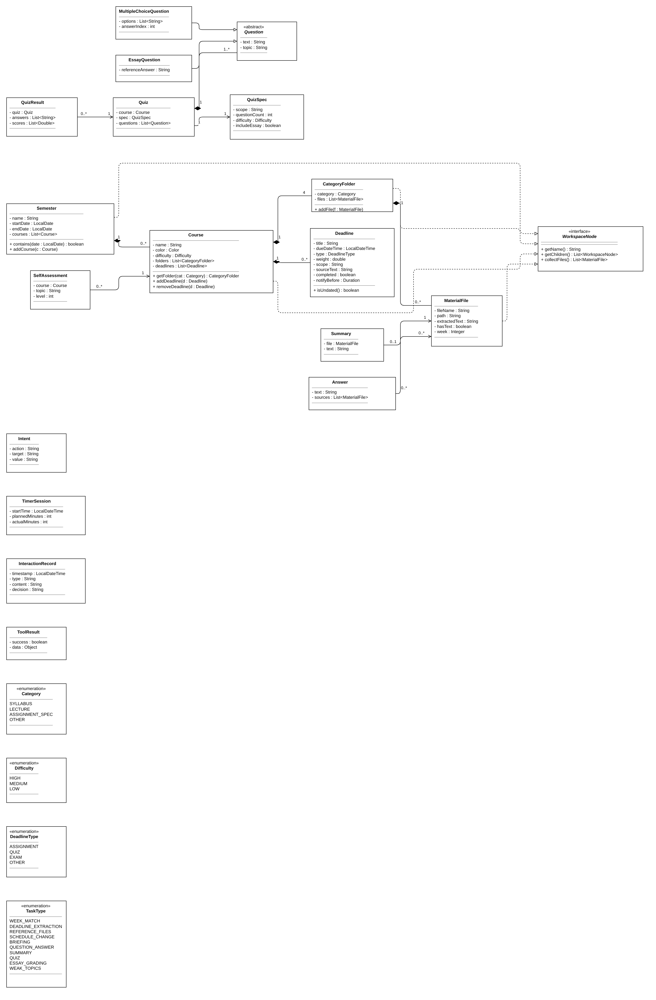 MultipleChoiceQuestion
- options : List<String>
- answerIndex : int
«abstract»
Question
- text : String
- topic : String
1..*
EssayQuestion
- referenceAnswer : String
QuizResult
- quiz : Quiz
- answers : List<String>
- scores : List<Double>
0..*
1
Quiz
- course : Course
- spec : QuizSpec
- questions : List<Question>
1
1
1
QuizSpec
- scope : String
- questionCount : int
- difficulty : Difficulty
- includeEssay : boolean
CategoryFolder
- category : Category
- files : List<MaterialFile>
+ addFile(f : MaterialFile)
4
1
Semester
- name : String
- startDate : LocalDate
- endDate : LocalDate
- courses : List<Course>
+ contains(date : LocalDate) : boolean
+ addCourse(c : Course)
1
0..*
Course
- name : String
- color : Color
- difficulty : Difficulty
- folders : List<CategoryFolder>
- deadlines : List<Deadline>
+ getFolder(cat : Category) : CategoryFolder
+ addDeadline(d : Deadline)
+ removeDeadline(d : Deadline)
1
1
0..*
Deadline
- title : String
- dueDateTime : LocalDateTime
- type : DeadlineType
- weight : double
- scope : String
- sourceText : String
- completed : boolean
- notifyBefore : Duration
+ isUndated() : boolean
«interface»
WorkspaceNode
+ getName() : String
+ getChildren() : List<WorkspaceNode>
+ collectFiles() : List<MaterialFile>
SelfAssessment
- course : Course
- topic : String
- level : int
0..*
1
MaterialFile
- fileName : String
- path : String
- extractedText : String
- hasText : boolean
- week : Integer
0..*
1
0..*
Summary
- file : MaterialFile
- text : String
0..1
Answer
- text : String
- sources : List<MaterialFile>
0..*
Intent
- action : String
- target : String
- value : String
TimerSession
- startTime : LocalDateTime
- plannedMinutes : int
- actualMinutes : int
InteractionRecord
- timestamp : LocalDateTime
- type : String
- content : String
- decision : String
ToolResult
- success : boolean
- data : Object
«enumeration»
Category
SYLLABUS
LECTURE
ASSIGNMENT_SPEC
OTHER
«enumeration»
Difficulty
HIGH
MEDIUM
LOW
«enumeration»
DeadlineType
ASSIGNMENT
QUIZ
EXAM
OTHER
«enumeration»
TaskType
WEEK_MATCH
DEADLINE_EXTRACTION
REFERENCE_FILES
SCHEDULE_CHANGE
BRIEFING
QUESTION_ANSWER
SUMMARY
QUIZ
ESSAY_GRADING
WEAK_TOPICS